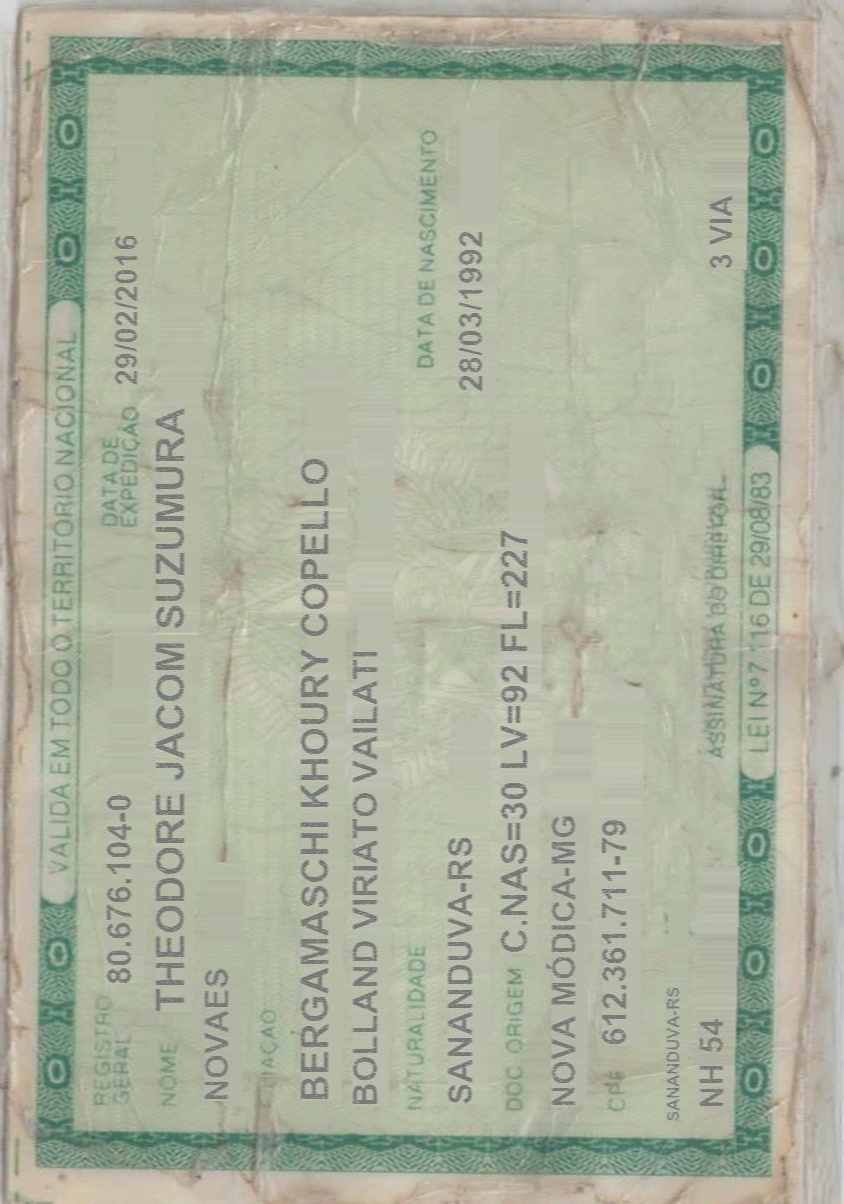 VALIDA EM TODO O TERRITÓRIO NACIONAL
REGISTRO GERAL 80.676.104-0 DATA DE EXPEDIÇÃO 29/02/2016
NOME THEODORE JACOM SUZUMURA
NOVAES
FILIAÇÃO
BERGAMASCHI KHOURY COPELLO
BOLLAND VIRIATO VAILATI
NATURALIDADE DATA DE NASCIMENTO
SANANDUVA-RS 28/03/1992
DOC ORIGEM C.NAS=30 LV=92 FL=227
NOVA MÓDICA-MG
CPF 612.361.711-79
SANANDUVA-RS
NH 54 3 VIA
ASSINATURA DO DIRETOR
LEI Nº 7 116 DE 29/08/83